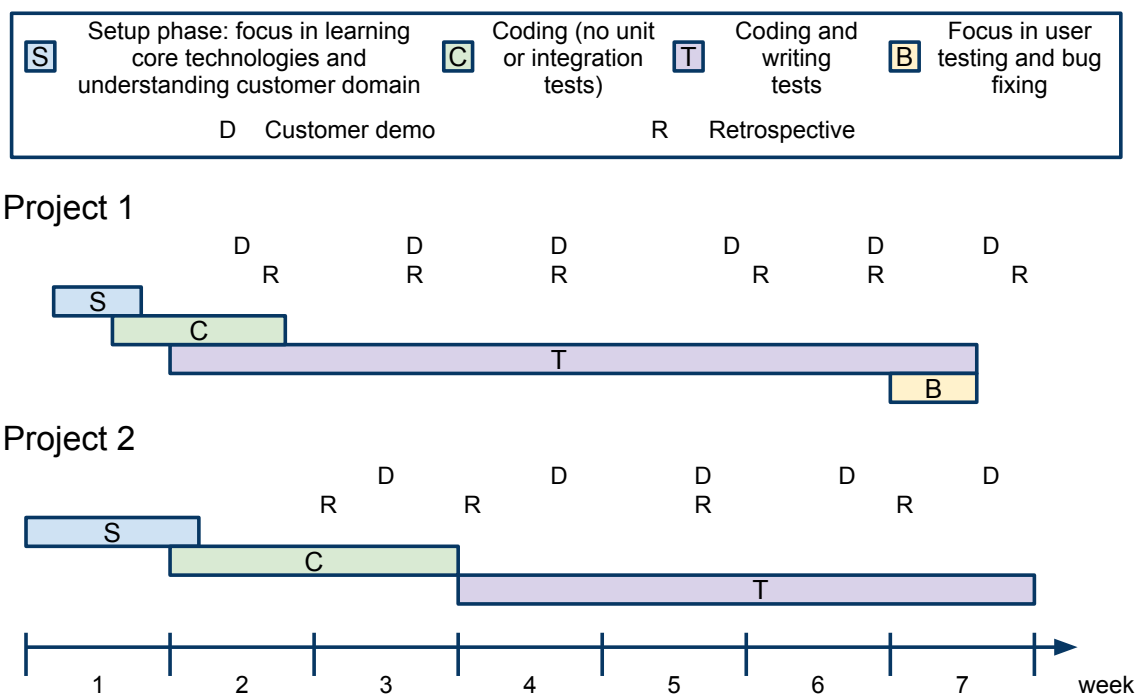 S Setup phase: focus in learning core technologies and understanding customer domain
C Coding (no unit or integration tests)
T Coding and writing tests
B Focus in user testing and bug fixing
D Customer demo R Retrospective
Project 1
D D D D D D
R R R R R R
S
C
T
B
Project 2
D D D D D
R R R R
S
C
T
1 2 3 4 5 6 7 week